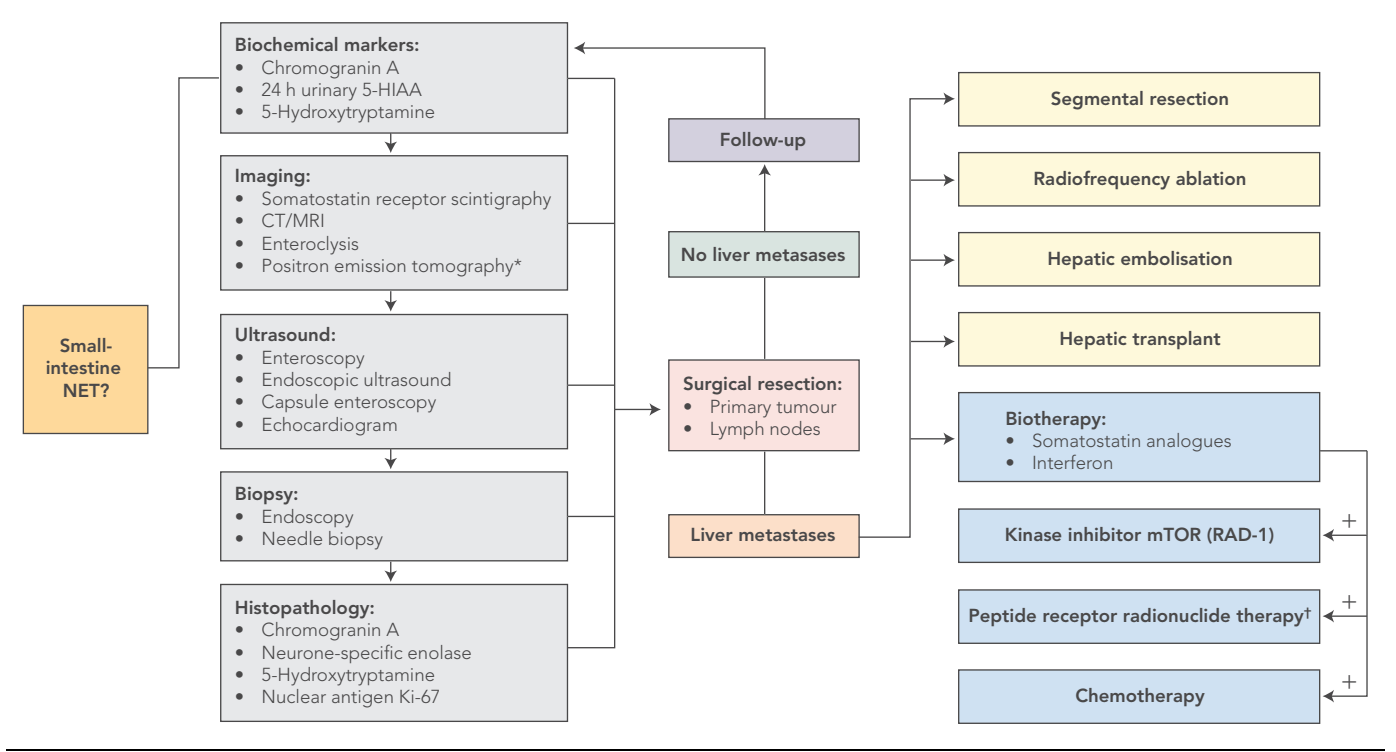 Small-
intestine
NET?
Biochemical markers:
• Chromogranin A
• 24 h urinary 5-HIAA
• 5-Hydroxytryptamine
Imaging:
• Somatostatin receptor scintigraphy
• CT/MRI
• Enteroclysis
• Positron emission tomography*
Ultrasound:
• Enteroscopy
• Endoscopic ultrasound
• Capsule enteroscopy
• Echocardiogram
Biopsy:
• Endoscopy
• Needle biopsy
Histopathology:
• Chromogranin A
• Neurone-specific enolase
• 5-Hydroxytryptamine
• Nuclear antigen Ki-67
Follow-up
No liver metasases
Surgical resection:
• Primary tumour
• Lymph nodes
Liver metastases
Segmental resection
Radiofrequency ablation
Hepatic embolisation
Hepatic transplant
Biotherapy:
• Somatostatin analogues
• Interferon
+
Kinase inhibitor mTOR (RAD-1)
+
Peptide receptor radionuclide therapy†
+
Chemotherapy